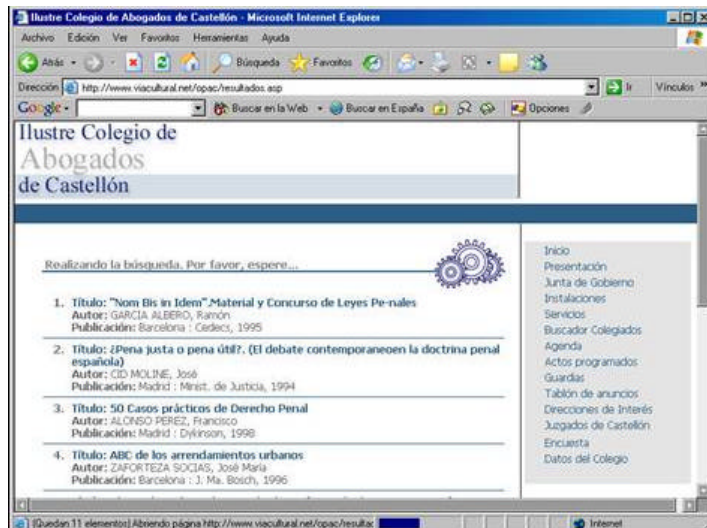 Ilustre Colegio de Abogados de Castellón - Microsoft Internet Explorer
Archivo Edición Ver Favoritos Herramientas Ayuda
Atrás Búsqueda Favoritos
Dirección http://www.viacultural.net/opac/resultados.asp Ir Vínculos »
Google Buscar en la Web Buscar en España Opciones
Ilustre Colegio de
Abogados
de Castellón
Realizando la búsqueda. Por favor, espere...
1. Título: "Nom Bis in Idem".Material y Concurso de Leyes Pe-nales
Autor: GARCIA ALBERO, Ramón
Publicación: Barcelona : Cedecs, 1995
2. Título: ¿Pena justa o pena útil?. (El debate contemporaneoen la doctrina penal
española)
Autor: CID MOLINE, José
Publicación: Madrid : Minist. de Justicia, 1994
3. Título: 50 Casos prácticos de Derecho Penal
Autor: ALONSO PEREZ, Francisco
Publicación: Madrid : Dykinson, 1998
4. Título: ABC de los arrendamientos urbanos
Autor: ZAFORTEZA SOCIAS, José María
Publicación: Barcelona : J. Ma. Bosch, 1996
Inicio
Presentación
Junta de Gobierno
Instalaciones
Servicios
Buscador Colegiados
Agenda
Actos programados
Guardias
Tablón de anuncios
Direcciones de Interés
Juzgados de Castellón
Encuesta
Datos del Colegio
(Quedan 11 elementos) Abriendo página http://www.viacultural.net/opac/resultac Internet